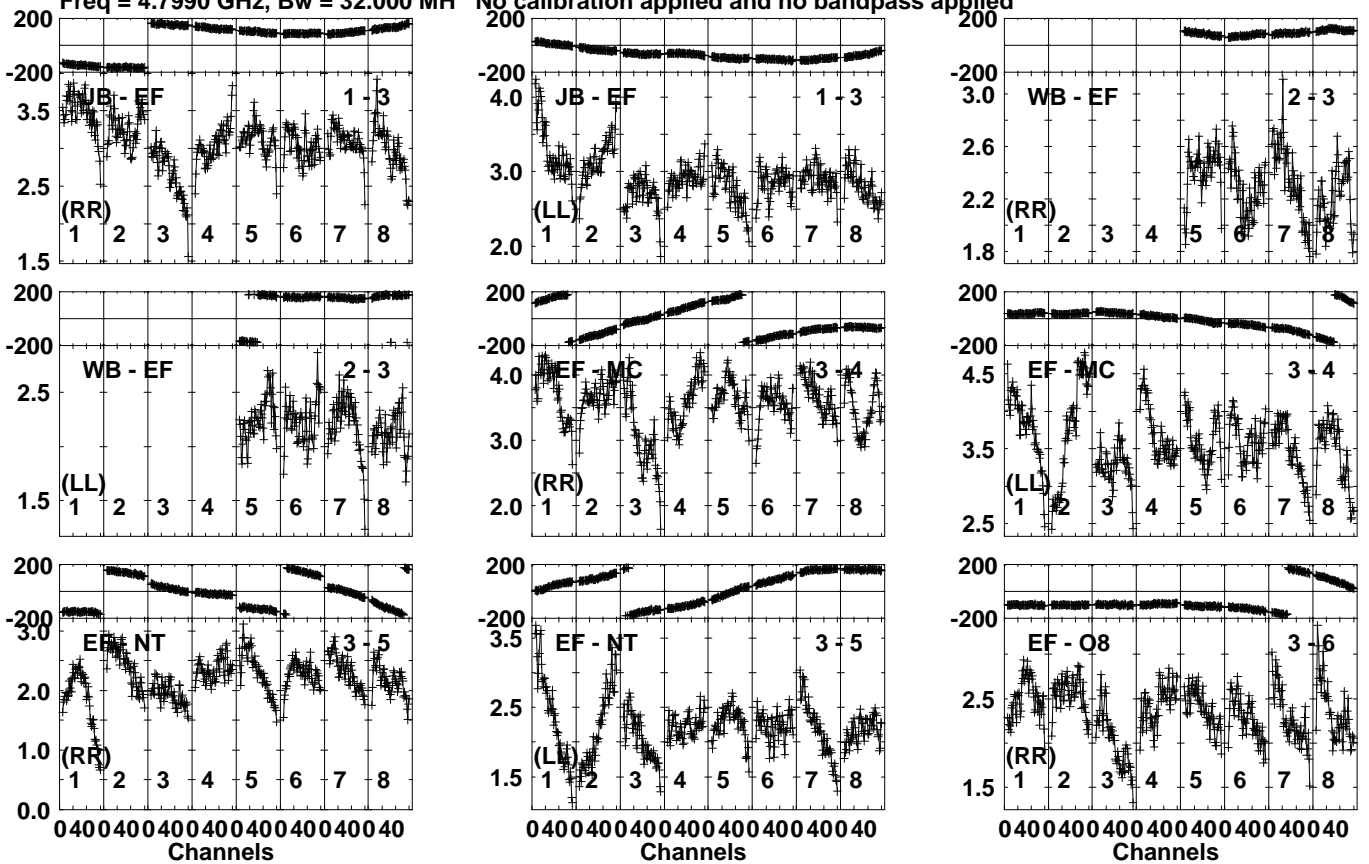 Freq = 4.7990 GHz, Bw = 32.000 MH No calibration applied and no bandpass applied
200 200 200
-200 -200 -200
JB - EF 1 - 3 JB - EF 1 - 3 WB - EF 2 - 3
3.5 4.0 3.0
2.5 3.0 2.6
1.5 2.0 2.2
1.8
(RR) (LL) (RR)
1 2 3 4 5 6 7 8 1 2 3 4 5 6 7 8 1 2 3 4 5 6 7 8
200 200 200
-200 -200 -200
WB - EF 2 - 3 EF - MC 3 - 4 EF - MC 3 - 4
2.5 4.0 4.5
1.5 3.0 3.5
2.0 2.5
(LL) (RR) (LL)
1 2 3 4 5 6 7 8 1 2 3 4 5 6 7 8 1 2 3 4 5 6 7 8
200 200 200
-200 -200 -200
EF - NT 3 - 5 EF - NT 3 - 5 EF - O8 3 - 6
3.0 3.5 2.5
2.0 2.5 1.5
1.0 1.5
0.0
(RR) (LL) (RR)
1 2 3 4 5 6 7 8 1 2 3 4 5 6 7 8 1 2 3 4 5 6 7 8
0 40 0 40 0 40 0 40 0 40 0 40 0 40 0 40 0 40 0 40 0 40 0 40 0 40 0 40 0 40 0 40 0 40 0 40 0 40 0 40 0 40 0 40 0 40 0 40
Channels Channels Channels